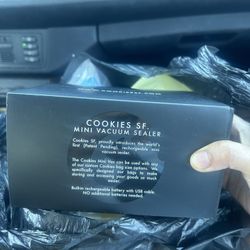 COOKIES SF.
MINI VACUUM SEALER
Cookies SF, proudly introduces the world's
first (Patent Pending), rechargeable mini
vacuum sealer.
The Cookies Mini Vac can be used with any
of our custom Cookies bag size options. We
specifically designed our bags to make
storing and accessing your goods so much
easier.
Built-in rechargeable battery with USB cable.
NO additional batteries needed.